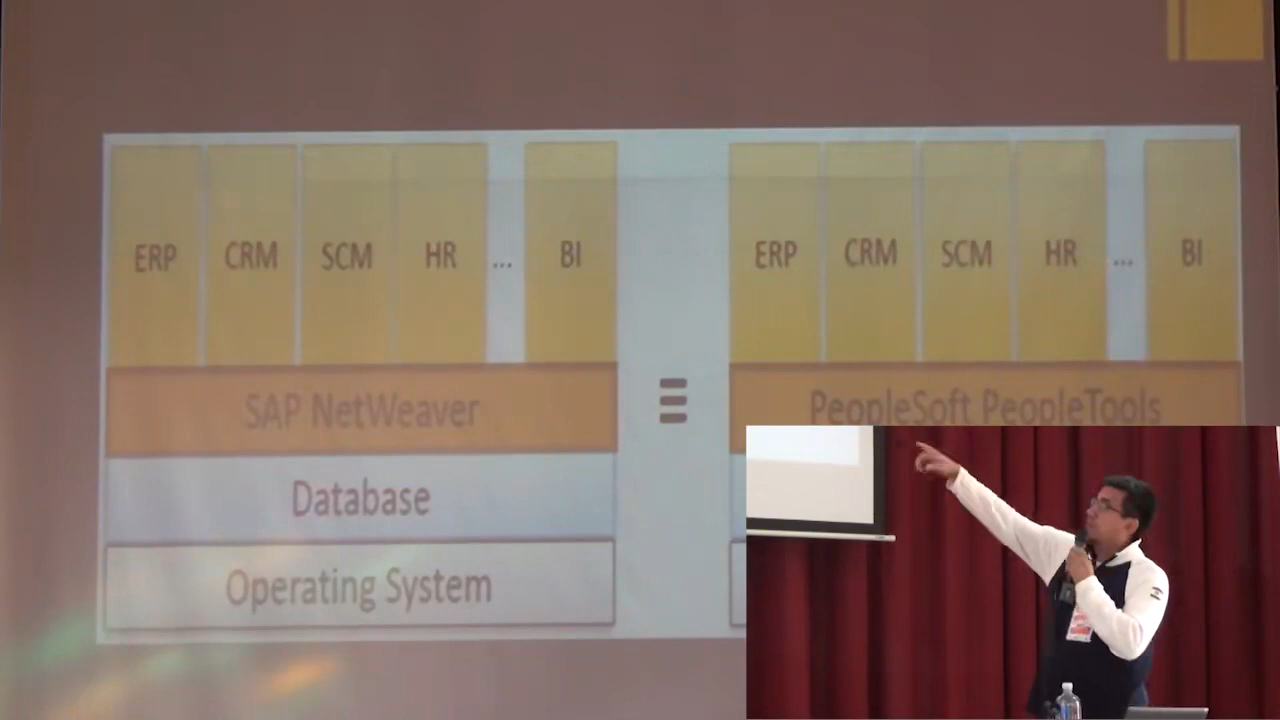 ERP CRM SCM HR ... BI
SAP NetWeaver
Database
Operating System
ERP CRM SCM HR ... BI
PeopleSoft PeopleTools